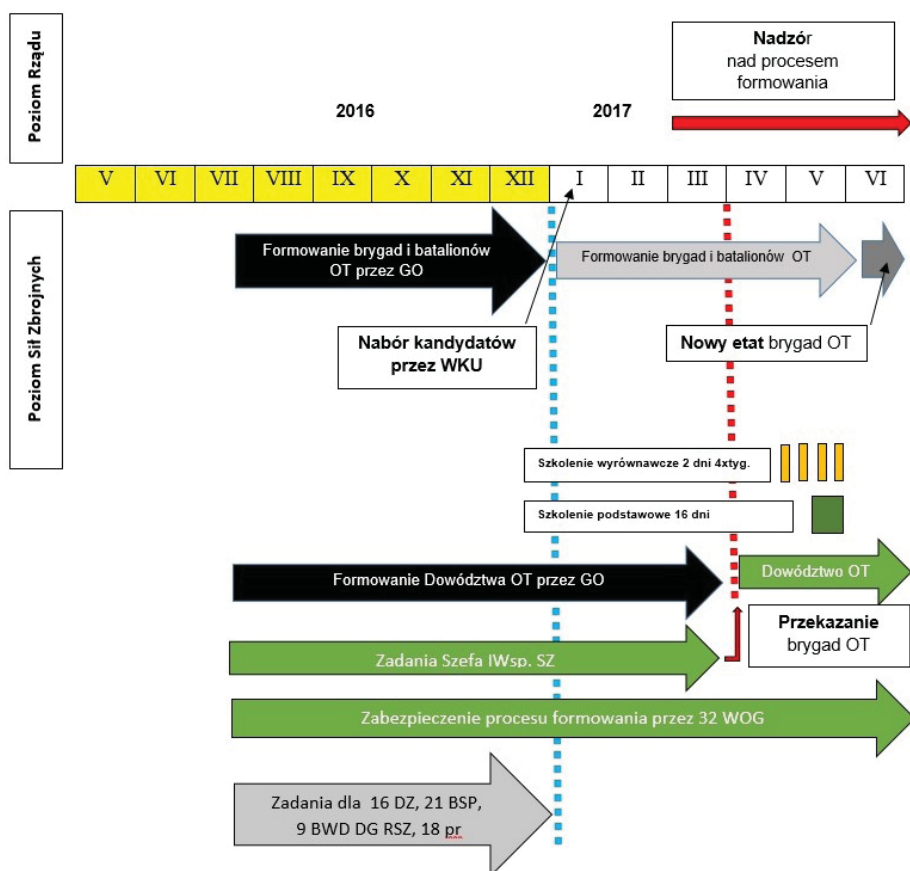 Poziom Rządu
Nadzór
nad procesem
formowania
2016
2017
V VI VII VIII IX X XI XII I II III IV V VI
Poziom Sił Zbrojnych
Formowanie brygad i batalionów
OT przez GO
Formowanie brygad i batalionów OT
Nabór kandydatów
przez WKU
Nowy etat brygad OT
Szkolenie wyrównawcze 2 dni 4xtyg.
Szkolenie podstawowe 16 dni
Formowanie Dowództwa OT przez GO
Dowództwo OT
Przekazanie
brygad OT
Zadania Szefa IWsp. SZ
Zabezpieczenie procesu formowania przez 32 WOG
Zadania dla 16 DZ, 21 BSP,
9 BWD DG RSZ, 18 pr